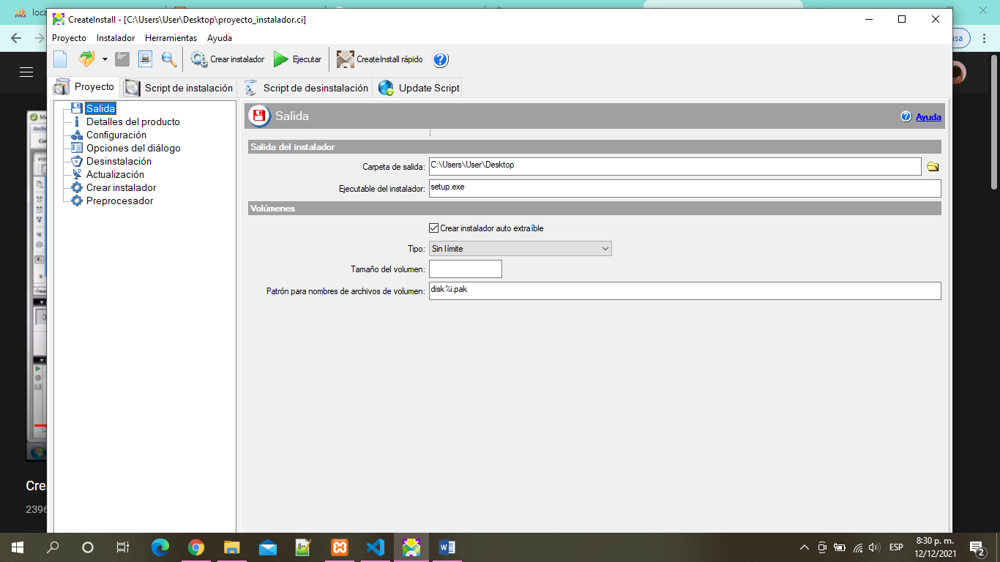 PMA loca
CreateInstall - [C:\Users\User\Desktop\proyecto_instalador.ci]
usa
Proyecto Instalador Herramientas Ayuda
Crear instalador Ejecutar CreateInstall rápido
Proyecto Script de instalación Script de desinstalación Update Script
Salida
Detalles del producto
Configuración
Opciones del diálogo
Desinstalación
Actualización
Crear instalador
Preprocesador
Salida Ayuda
Salida del instalador
Carpeta de salida: C:\Users\User\Desktop
Ejecutable del instalador: setup.exe
Volúmenes
Crear instalador auto extraíble
Tipo: Sin límite
Tamaño del volumen:
Patrón para nombres de archivos de volumen: disk%i.pak
Cre
2396
ESP
8:30 p. m.
12/12/2021
2